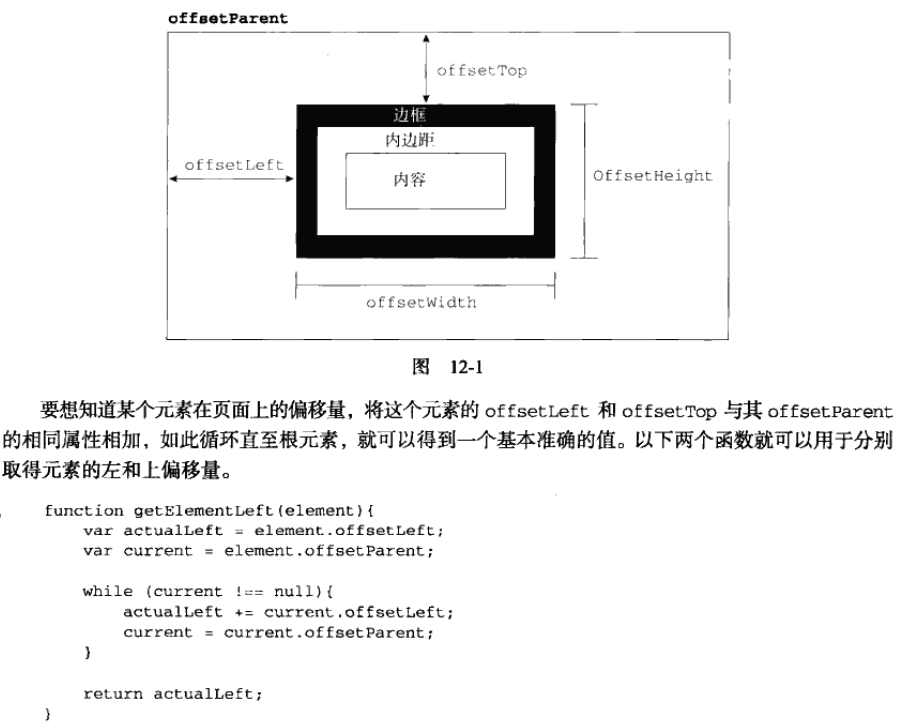 offsetParent
offsetTop
边框
内边距
offsetLeft
内容
OffsetHeight
offsetWidth
图 12-1
要想知道某个元素在页面上的偏移量，将这个元素的 offsetLeft 和 offsetTop 与其 offsetParent
的相同属性相加，如此循环直至根元素，就可以得到一个基本准确的值。以下两个函数就可以用于分别
取得元素的左和上偏移量。
function getElementLeft(element){
    var actualLeft = element.offsetLeft;
    var current = element.offsetParent;
    while (current !== null){
        actualLeft += current.offsetLeft;
        current = current.offsetParent;
    }
    return actualLeft;
}